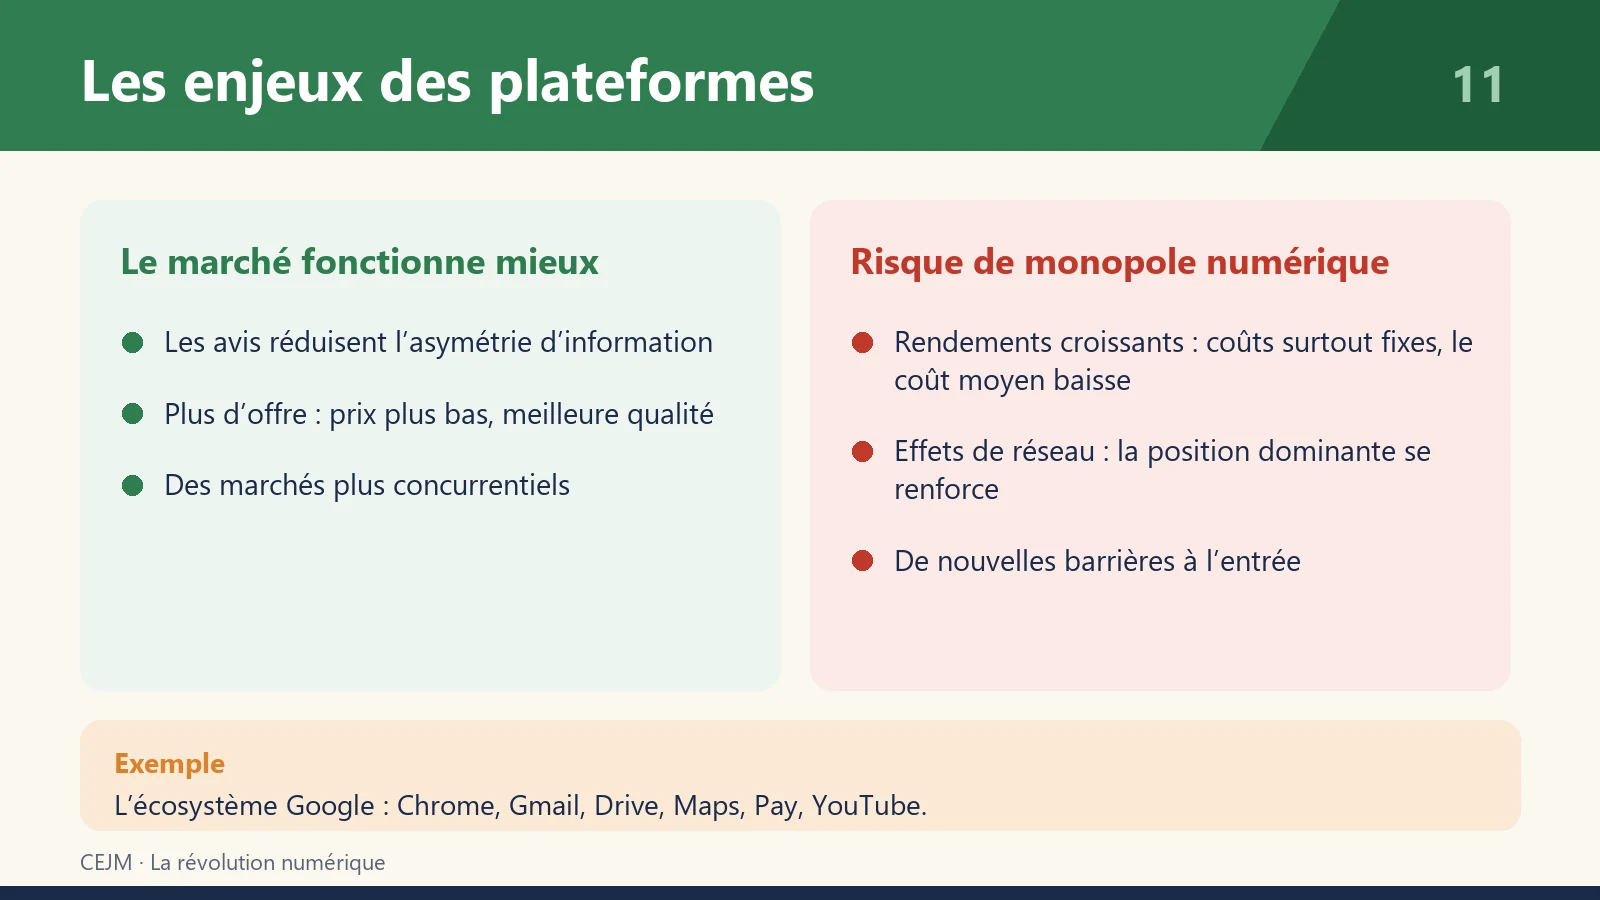 Les enjeux des plateformes
11
Le marché fonctionne mieux
Les avis réduisent l’asymétrie d’information
Plus d’offre : prix plus bas, meilleure qualité
Des marchés plus concurrentiels
Risque de monopole numérique
Rendements croissants : coûts surtout fixes, le
coût moyen baisse
Effets de réseau : la position dominante se
renforce
De nouvelles barrières à l’entrée
Exemple
L’écosystème Google : Chrome, Gmail, Drive, Maps, Pay, YouTube.
CEJM · La révolution numérique